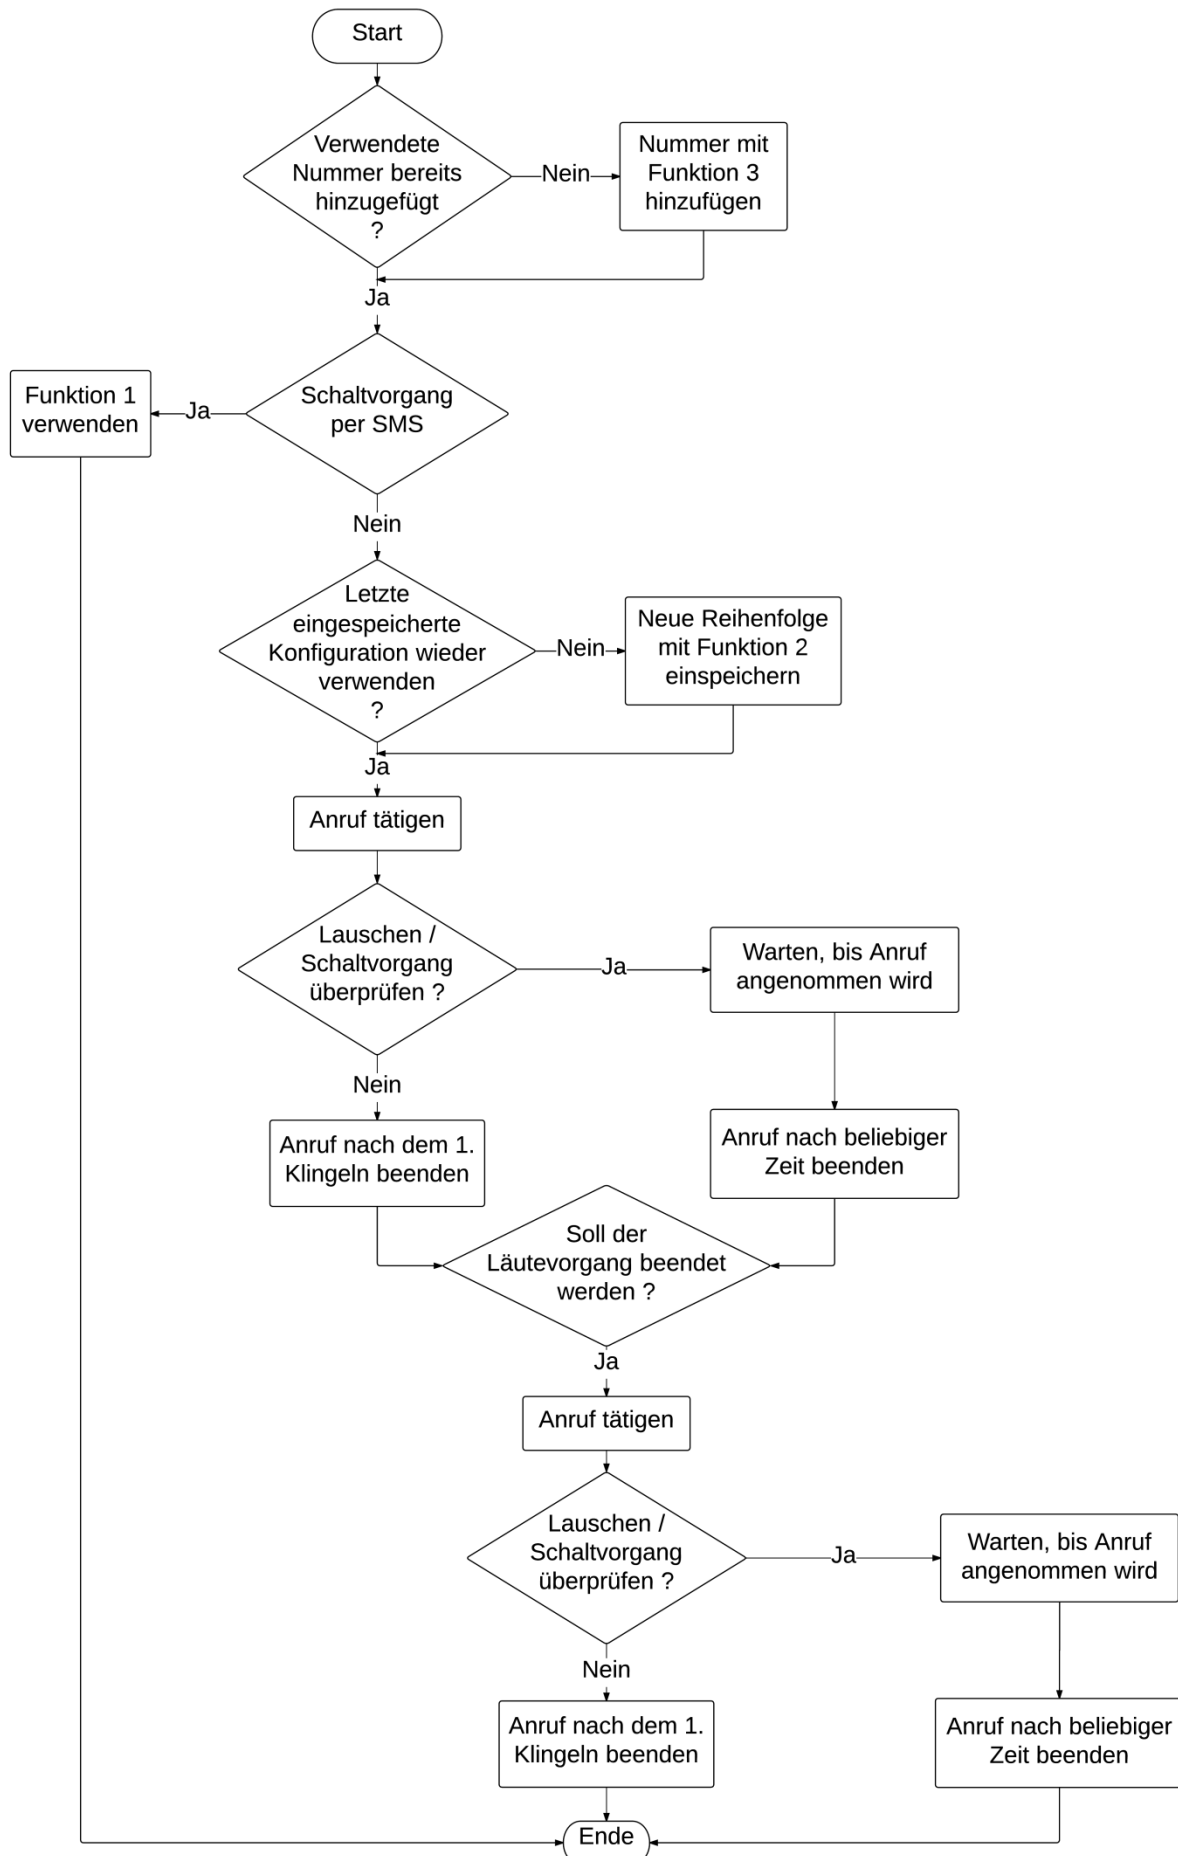 Start
Verwendete
Nummer bereits
hinzugefügt
?
Nein
Nummer mit
Funktion 3
hinzufügen
Ja
Schaltvorgang
per SMS
Ja
Funktion 1
verwenden
Nein
Letzte
eingespeicherte
Konfiguration wieder
verwenden
?
Nein
Neue Reihenfolge
mit Funktion 2
einspeichern
Ja
Anruf tätigen
Lauschen /
Schaltvorgang
überprüfen ?
Ja
Warten, bis Anruf
angenommen wird
Nein
Anruf nach dem 1.
Klingeln beenden
Anruf nach beliebiger
Zeit beenden
Soll der
Läutevorgang beendet
werden ?
Ja
Anruf tätigen
Lauschen /
Schaltvorgang
überprüfen ?
Ja
Warten, bis Anruf
angenommen wird
Nein
Anruf nach dem 1.
Klingeln beenden
Anruf nach beliebiger
Zeit beenden
Ende